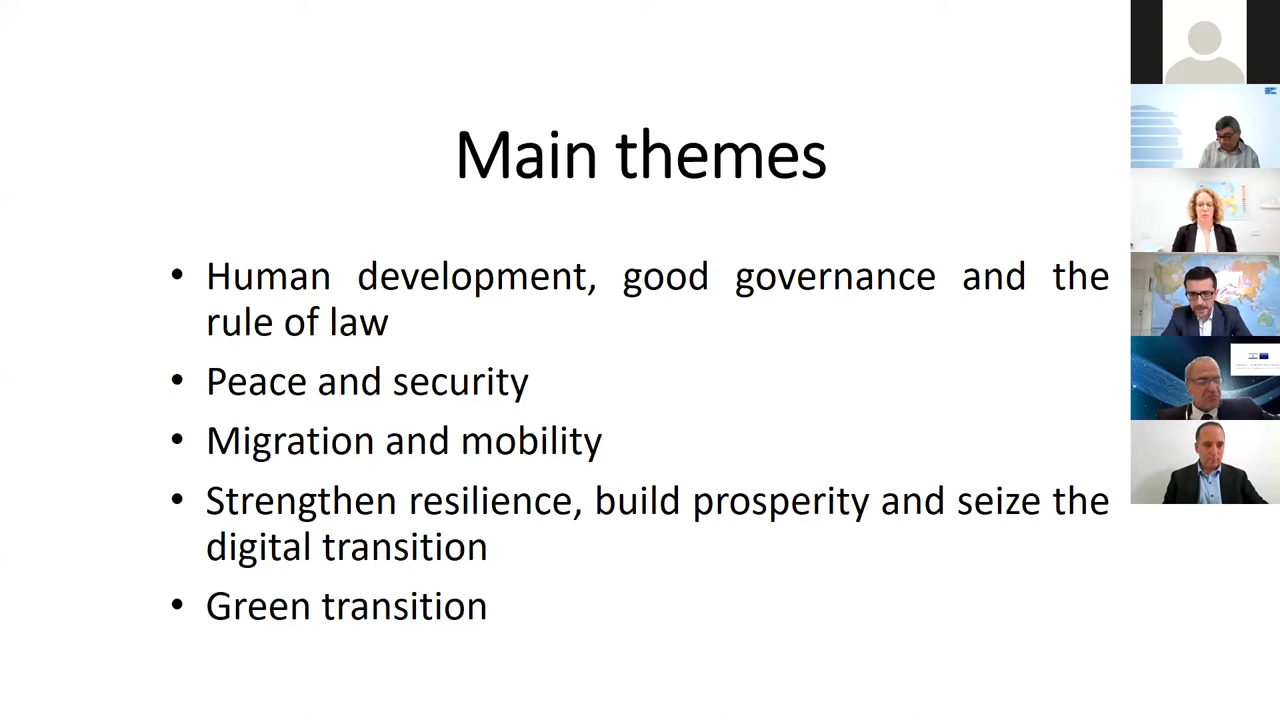 Main themes
• Human development, good governance and the
rule of law
• Peace and security
• Migration and mobility
• Strengthen resilience, build prosperity and seize the
digital transition
• Green transition